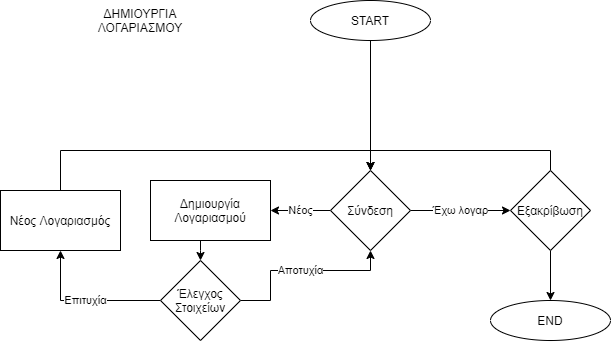 ΔΗΜΙΟΥΡΓΙΑ
ΛΟΓΑΡΙΑΣΜΟΥ
START
Νέος Λογαριασμός
Δημιουργία
Λογαριασμού
Νέος
Σύνδεση
Έχω λογαρ
Εξακρίβωση
Αποτυχία
Επιτυχία
Έλεγχος
Στοιχείων
END